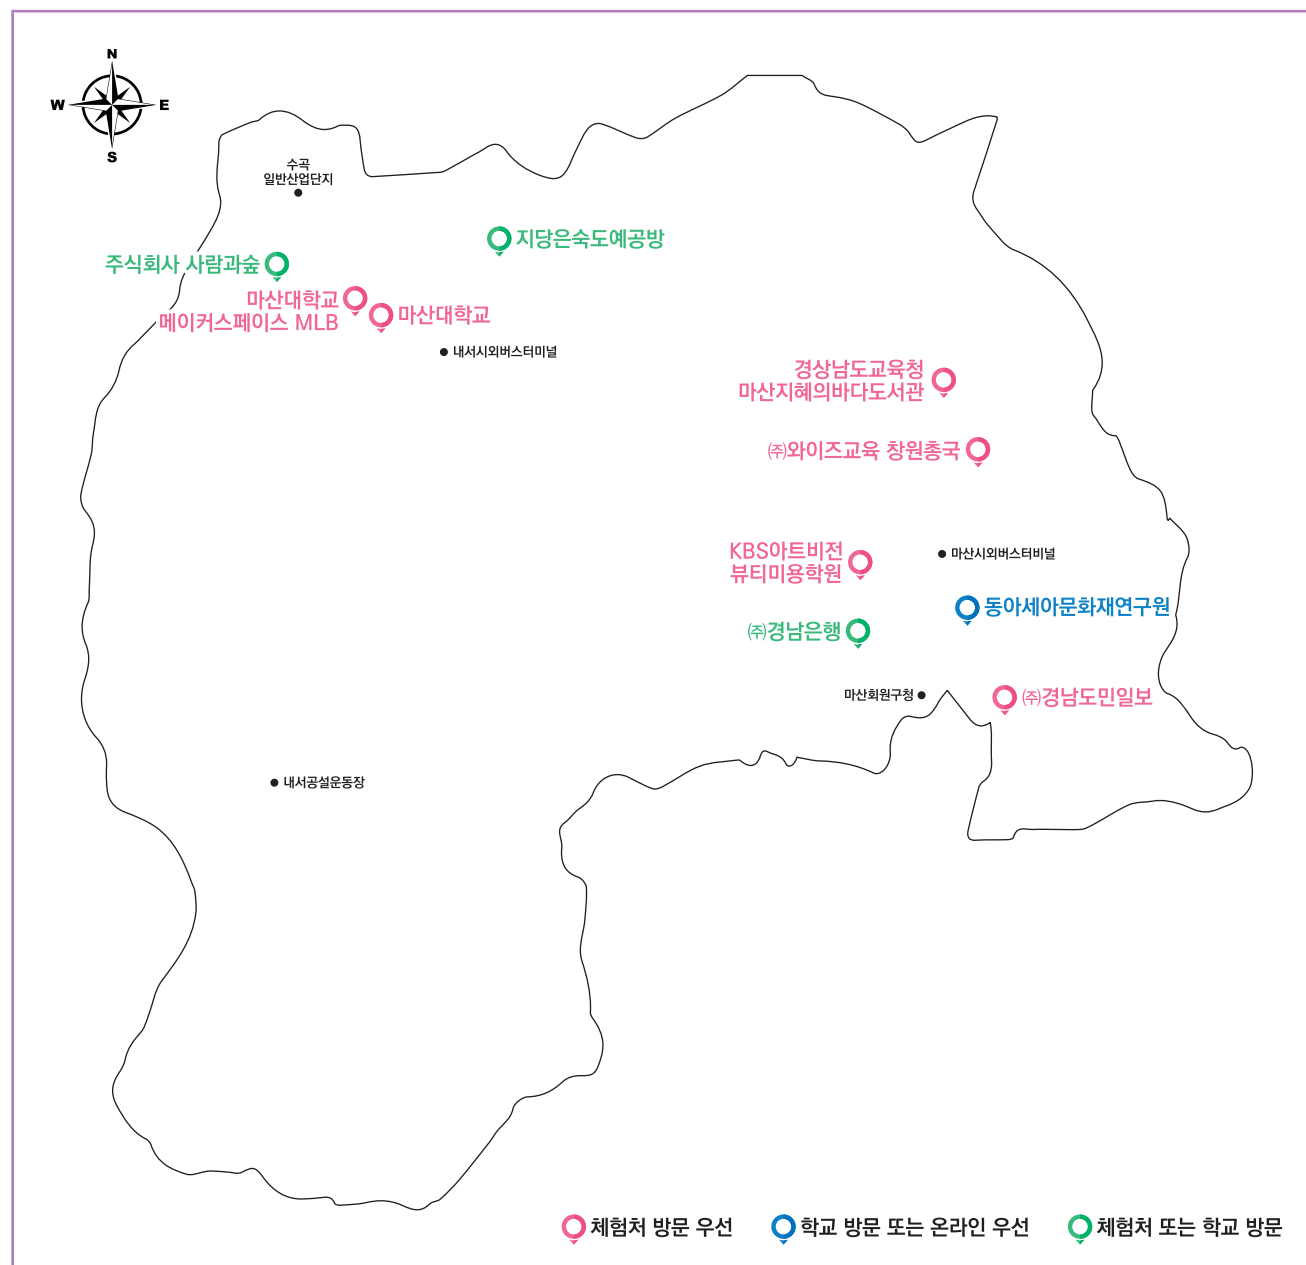 N
W
E
S
수곡
일반산업단지
지당은숙도예공방
주식회사 사람과숲
마산대학교
메이커스페이스 MLB
마산대학교
내서시외버스터미널
경상남도교육청
마산지혜의바다도서관
㈜와이즈교육 창원총국
KBS아트비전
뷰티미용학원
마산시외버스터비널
동아세아문화재연구원
㈜경남은행
마산회원구청
㈜경남도민일보
내서공설운동장
체험처 방문 우선
학교 방문 또는 온라인 우선
체험처 또는 학교 방문